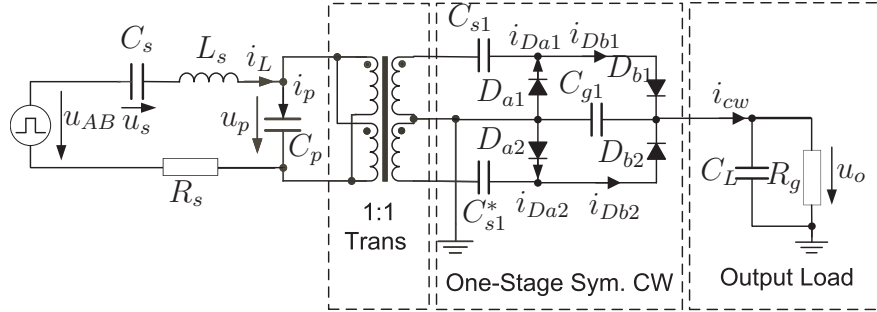 C_s
L_s
i_L
i_p
u_AB
u_s
u_p
C_p
R_s
1:1
Trans
C_s1
i_Da1
i_Db1
D_a1
C_g1
D_b1
D_a2
D_b2
C*_s1
i_Da2
i_Db2
One-Stage Sym. CW
i_cw
C_L
R_g
u_o
Output Load